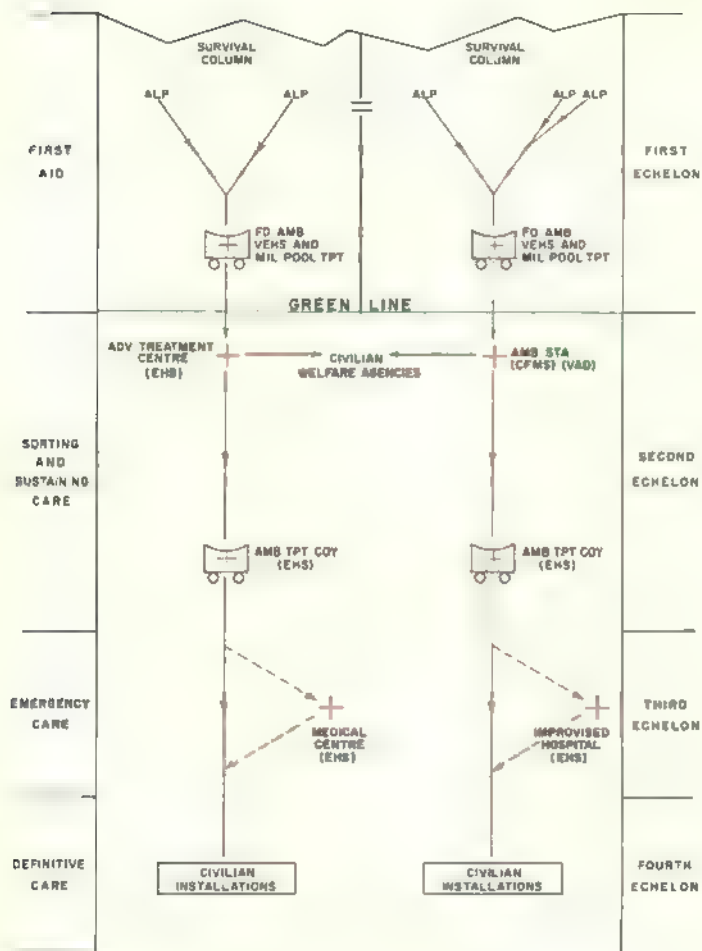 SURVIVAL
COLUMN
SURVIVAL
COLUMN
ALP
ALP
ALP
ALP ALP
FIRST
AID
FIRST
ECHELON
FD AMB
VEHS AND
MIL POOL TPT
FD AMB
VEHS AND
MIL POOL TPT
GREEN LINE
ADV TREATMENT
CENTRE
(EHS)
CIVILIAN
WELFARE AGENCIES
AMB STA
(CFMS) (VAD)
SORTING
AND
SUSTAINING
CARE
SECOND
ECHELON
AMB TPT COY
(EHS)
AMB TPT COY
(EHS)
EMERGENCY
CARE
MEDICAL
CENTRE
(EHS)
IMPROVISED
HOSPITAL
(EHS)
THIRD
ECHELON
DEFINITIVE
CARE
CIVILIAN
INSTALLATIONS
CIVILIAN
INSTALLATIONS
FOURTH
ECHELON